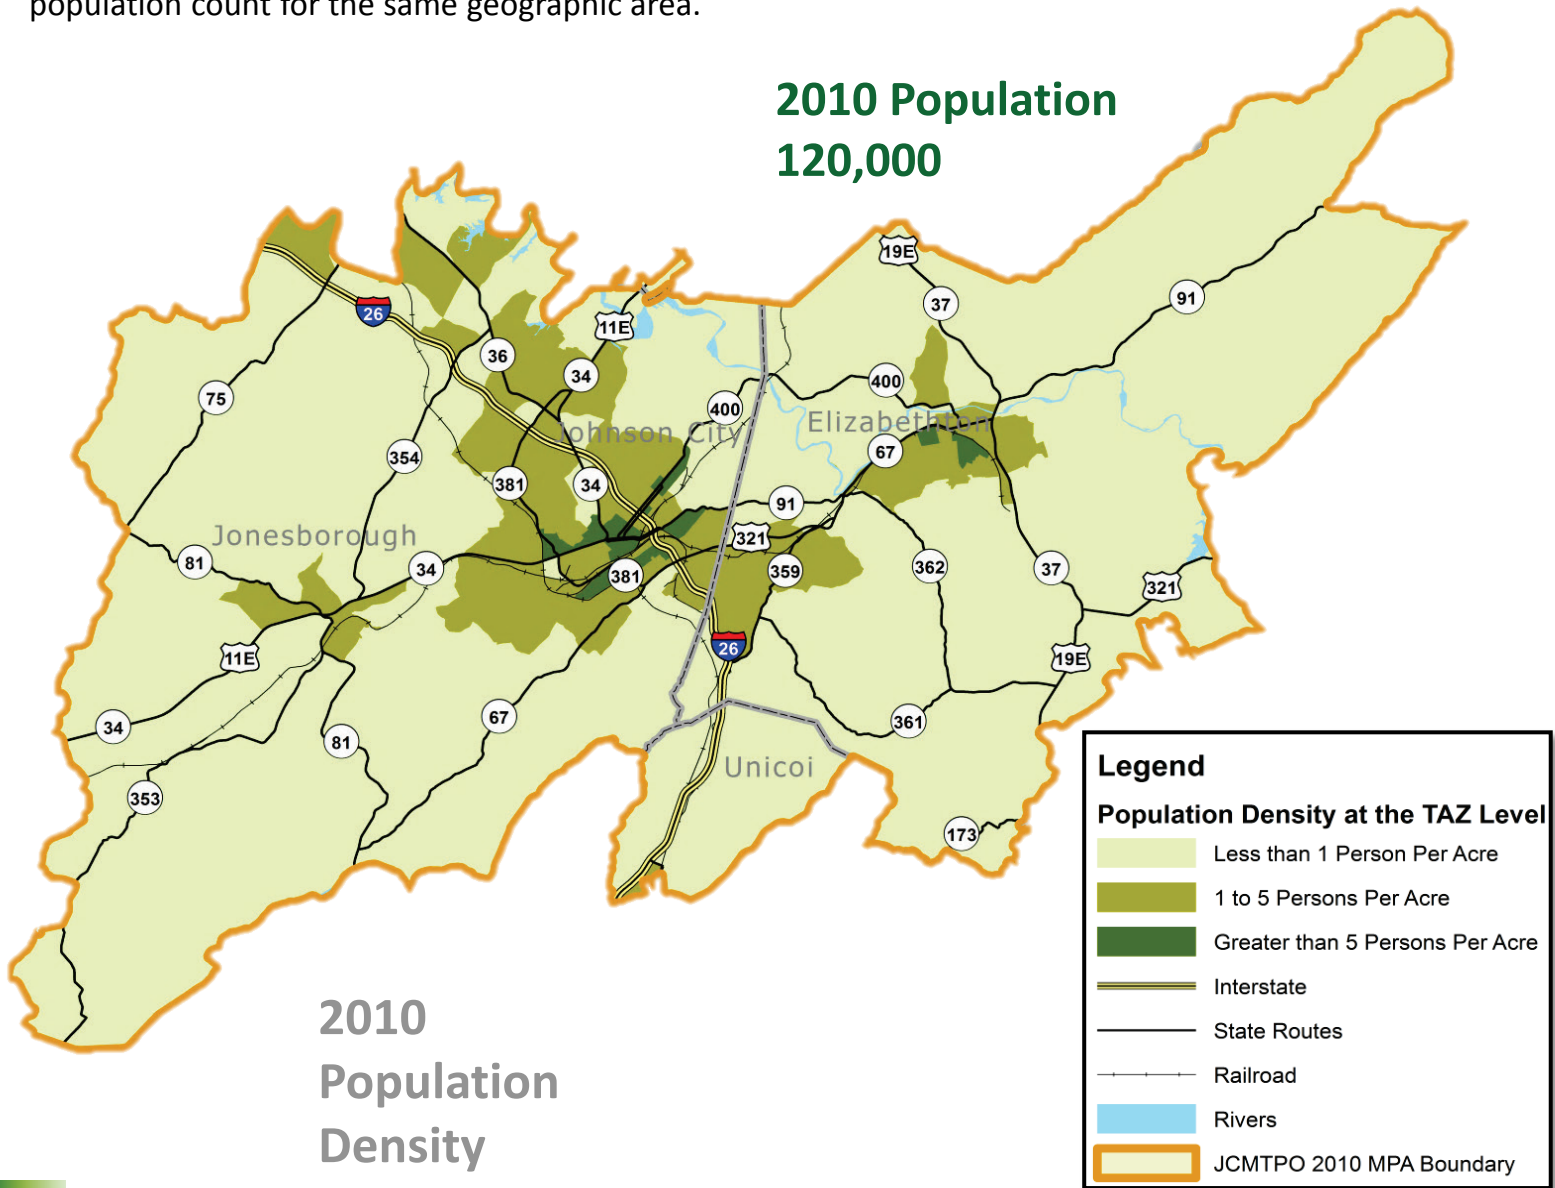 population count for the same geographic area.
2010 Population
120,000
19E
37
91
26
11E
36
34
400
400
75
Johnson City
Elizabethton
67
354
381
34
91
Jonesborough
321
81
34
381
359
362
37
321
11E
26
19E
34
67
361
81
Unicoi
353
173
Legend
Population Density at the TAZ Level
Less than 1 Person Per Acre
1 to 5 Persons Per Acre
Greater than 5 Persons Per Acre
Interstate
State Routes
Railroad
Rivers
JCMTPO 2010 MPA Boundary
2010
Population
Density